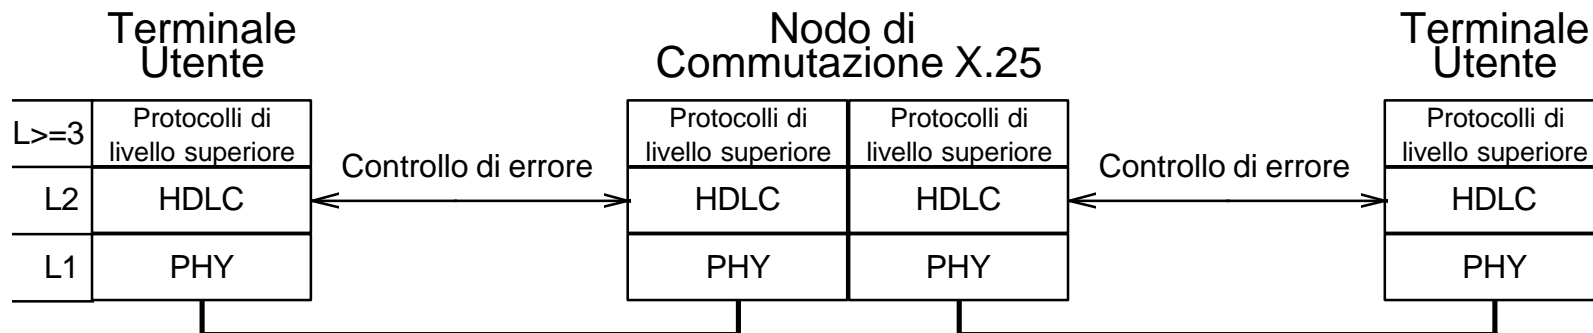 Terminale
Utente
Nodo di
Commutazione X.25
Terminale
Utente
L>=3
Protocolli di
livello superiore
Protocolli di
livello superiore
Protocolli di
livello superiore
Protocolli di
livello superiore
Controllo di errore
Controllo di errore
L2
HDLC
HDLC
HDLC
HDLC
L1
PHY
PHY
PHY
PHY